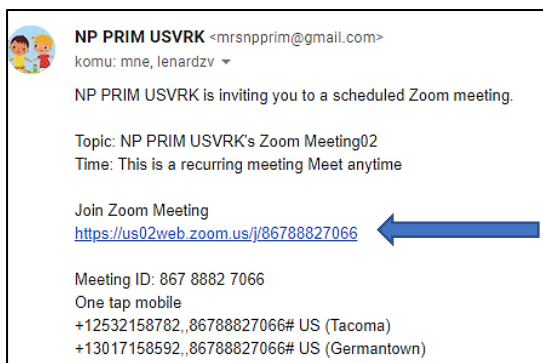 NP PRIM USVRK <mrsnpprim@gmail.com>
komu: mne, lenardzv
NP PRIM USVRK is inviting you to a scheduled Zoom meeting.
Topic: NP PRIM USVRK's Zoom Meeting02
Time: This is a recurring meeting Meet anytime
Join Zoom Meeting
https://us02web.zoom.us/j/86788827066
Meeting ID: 867 8882 7066
One tap mobile
+12532158782,,86788827066# US (Tacoma)
+13017158592,,86788827066# US (Germantown)